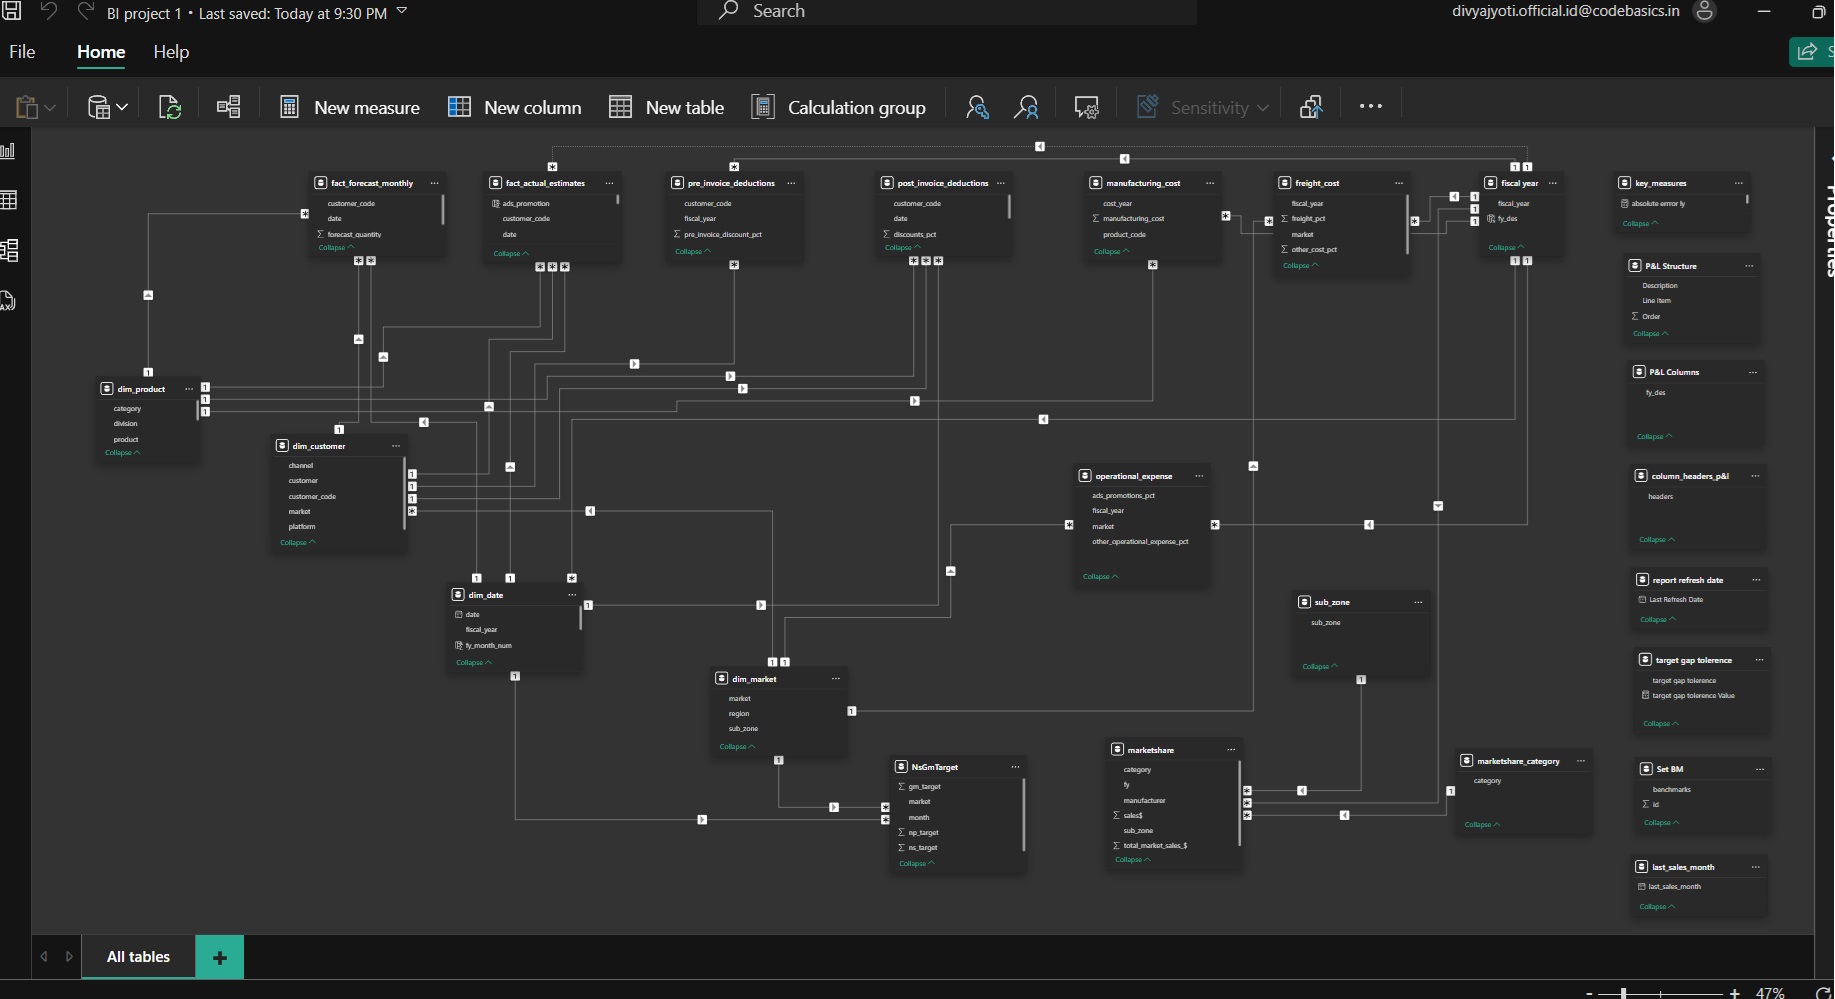 BI project 1 • Last saved: Today at 9:30 PM
Search
divyajyoti.official.id@codebasics.in
File
Home
Help
New measure
New column
New table
Calculation group
Sensitivity
Properties
fact_forecast_monthly
customer_code
date
forecast_quantity
Collapse
fact_actual_estimates
ads_promotion
customer_code
date
Collapse
pre_invoice_deductions
customer_code
fiscal_year
pre_invoice_discount_pct
Collapse
post_invoice_deductions
customer_code
date
discounts_pct
Collapse
manufacturing_cost
cost_year
manufacturing_cost
product_code
Collapse
freight_cost
fiscal_year
freight_pct
market
other_cost_pct
Collapse
fiscal year
fiscal_year
fy_des
Collapse
key_measures
absolute error ly
Collapse
P&L Structure
Description
Line Item
Order
Collapse
P&L Columns
fy_des
Collapse
dim_product
category
division
product
Collapse
dim_customer
channel
customer
customer_code
market
platform
Collapse
operational_expense
ads_promotions_pct
fiscal_year
market
other_operational_expense_pct
Collapse
column_headers_p&l
headers
Collapse
dim_date
date
fiscal_year
fy_month_num
Collapse
sub_zone
sub_zone
Collapse
report refresh date
Last Refresh Date
Collapse
dim_market
market
region
sub_zone
Collapse
target gap tolerence
target gap tolerence
target gap tolerence Value
Collapse
NsGmTarget
gm_target
market
month
np_target
ns_target
Collapse
marketshare
category
fy
manufacturer
sales$
sub_zone
total_market_sales_$
Collapse
marketshare_category
category
Collapse
Set BM
benchmarks
Id
Collapse
last_sales_month
last_sales_month
Collapse
All tables
47%